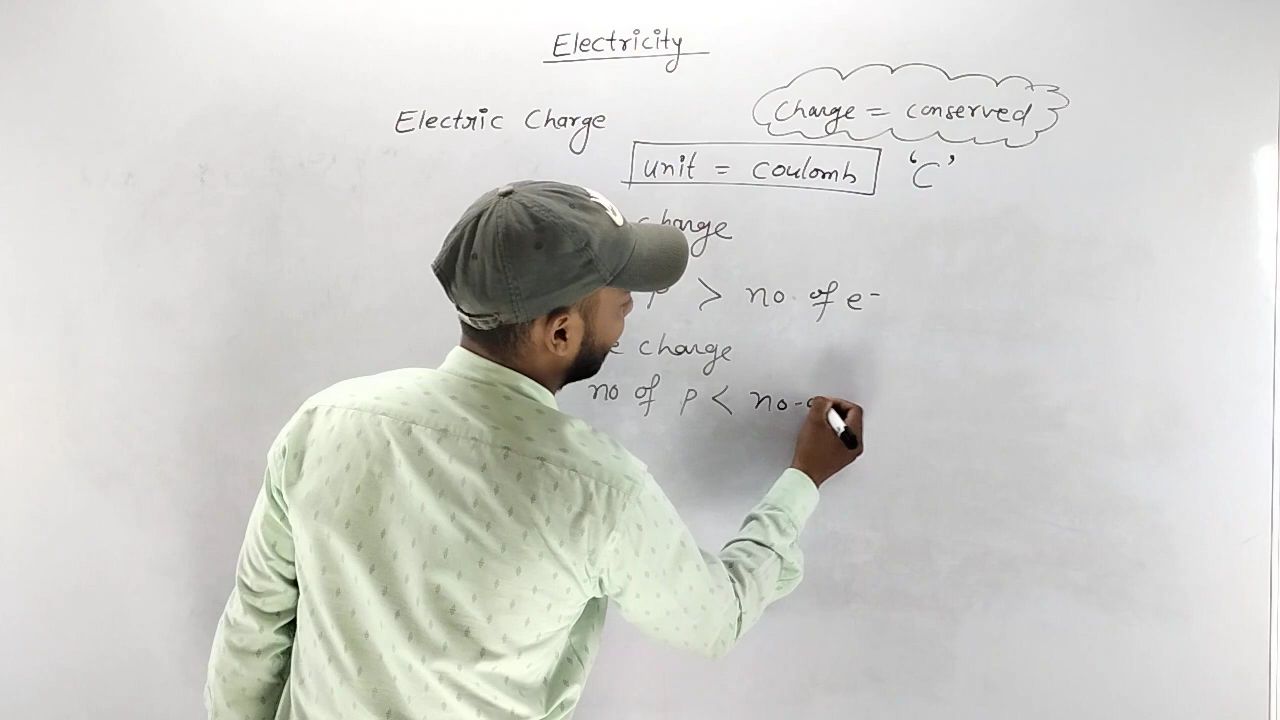 Electricity
Electric Charge
Charge = conserved
unit = coulomb 'C'
charge
P > no. of e-
e charge
no of p < no.